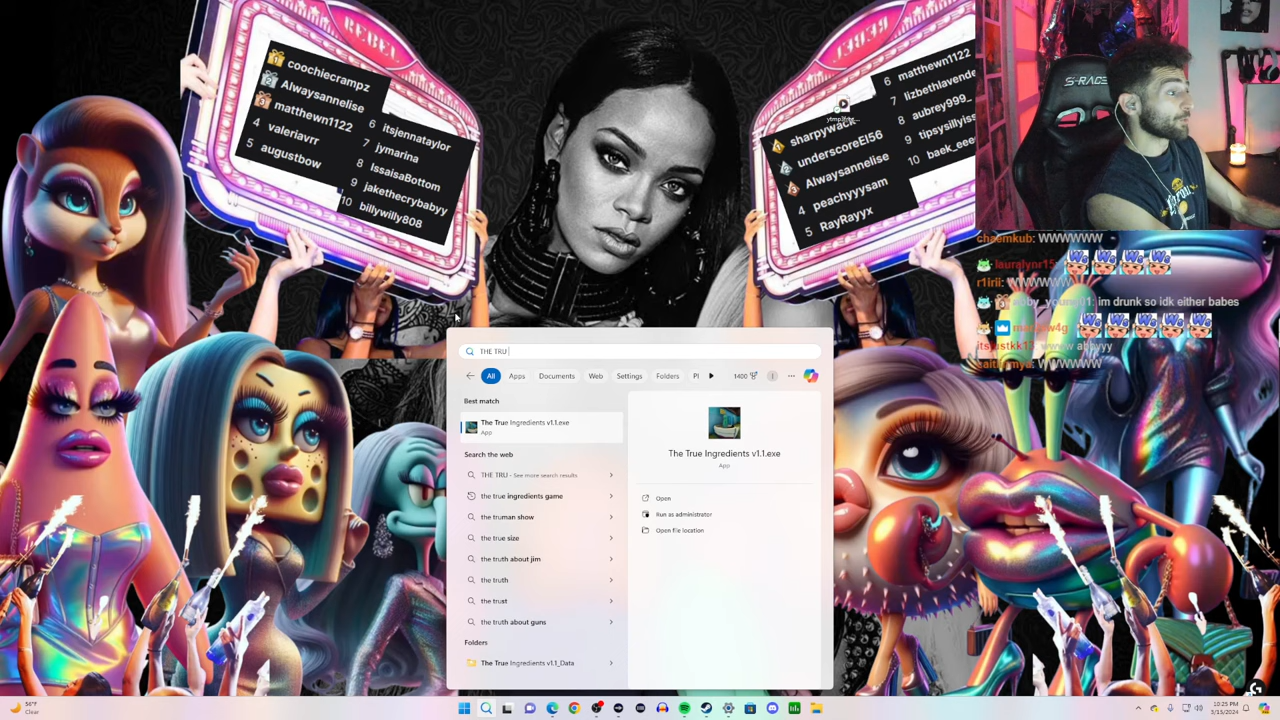 REBEL
REBEL
coochiecrampz
Alwaysannelise
matthewn1122
4 valeriavrr
5 augustbow
6 itsjennataylor
7 jymarina
8 IssaisaBottom
9 jakethecrybabyy
10 billywilly808
sharpywack
underscoreEl56
Alwaysannelise
4 peachyyysam
5 RayRayyx
6 matthewn1122
7 lizbethlavende
8 aubrey999_
9 tipsysillyiss
10 baek_eee
chaemkub: WWWWWW
lauralynr15:
r1irii: WWWWWW
im drunk so idk either babes
THE TRU
All
Apps
Documents
Web
Settings
Folders
1400
Best match
The True Ingredients v1.1.exe
App
Search the web
THE TRU - See more search results
the true ingredients game
the truman show
the true size
the truth about jim
the truth
the trust
the truth about guns
Folders
The True Ingredients v1.1_Data
The True Ingredients v1.1.exe
App
Open
Run as administrator
Open file location
56°F
Clear
10:25 PM
3/15/2024